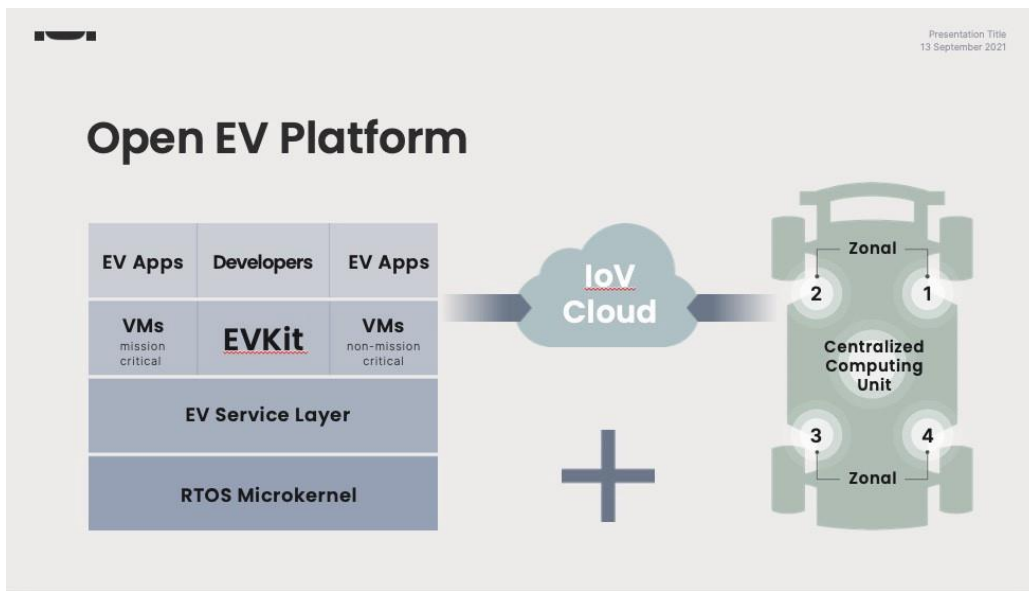 Presentation Title
13 September 2021
Open EV Platform
EV Apps
Developers
EV Apps
VMs
mission
critical
EVKit
VMs
non-mission
critical
EV Service Layer
RTOS Microkernel
IoV
Cloud
Zonal
2
1
Centralized
Computing
Unit
3
4
Zonal